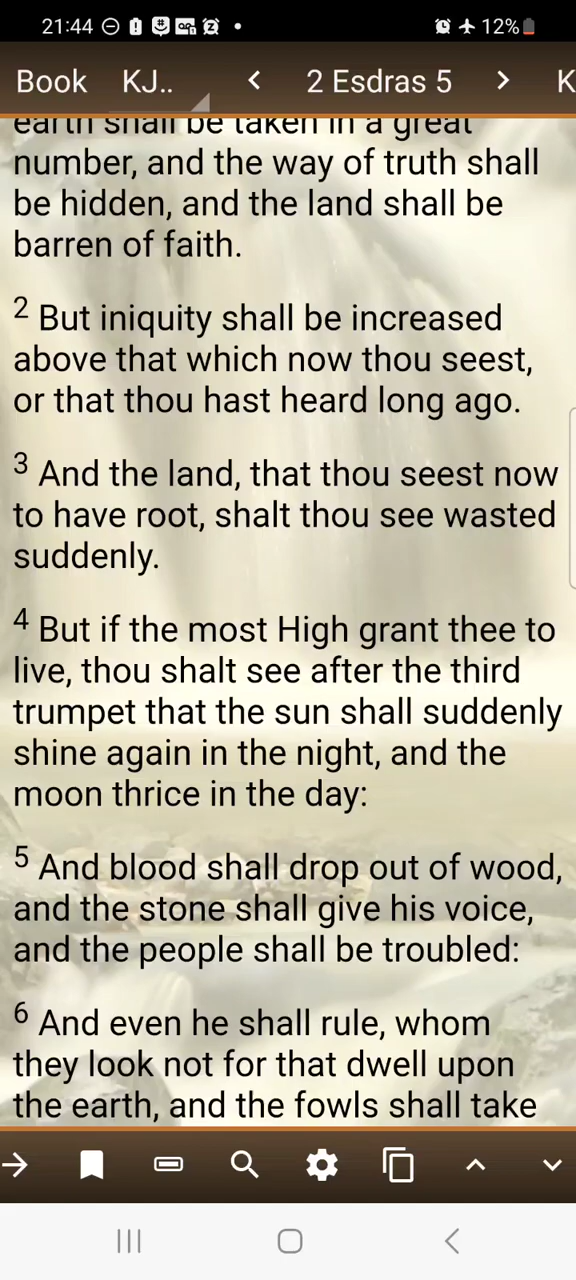 21:44 12%
Book KJ.. < 2 Esdras 5 > K
earth shall be taken in a great
number, and the way of truth shall
be hidden, and the land shall be
barren of faith.
2 But iniquity shall be increased
above that which now thou seest,
or that thou hast heard long ago.
3 And the land, that thou seest now
to have root, shalt thou see wasted
suddenly.
4 But if the most High grant thee to
live, thou shalt see after the third
trumpet that the sun shall suddenly
shine again in the night, and the
moon thrice in the day:
5 And blood shall drop out of wood,
and the stone shall give his voice,
and the people shall be troubled:
6 And even he shall rule, whom
they look not for that dwell upon
the earth, and the fowls shall take